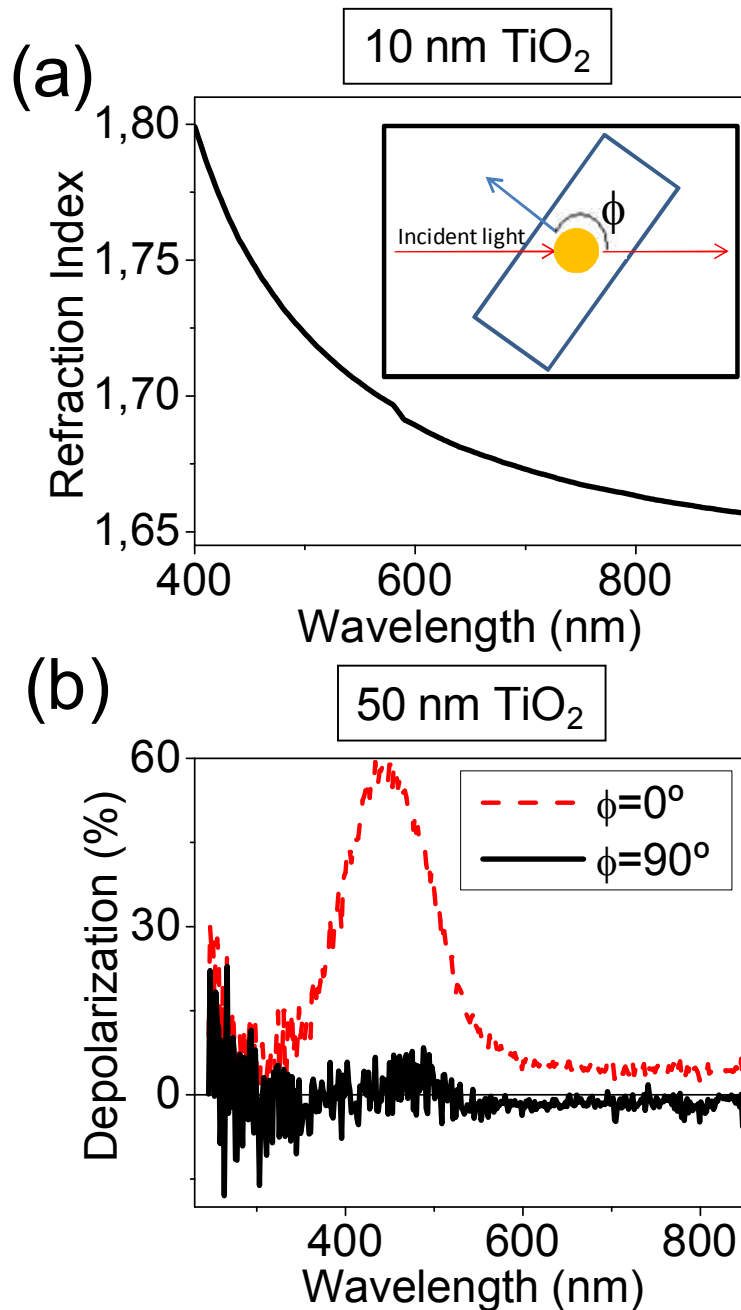 (a)
10 nm TiO₂
Refraction Index
1,80
1,75
1,70
1,65
Incident light
ϕ
400
600
800
Wavelength (nm)
(b)
50 nm TiO₂
Depolarization (%)
60
30
0
ϕ=0º
ϕ=90º
400
600
800
Wavelength (nm)